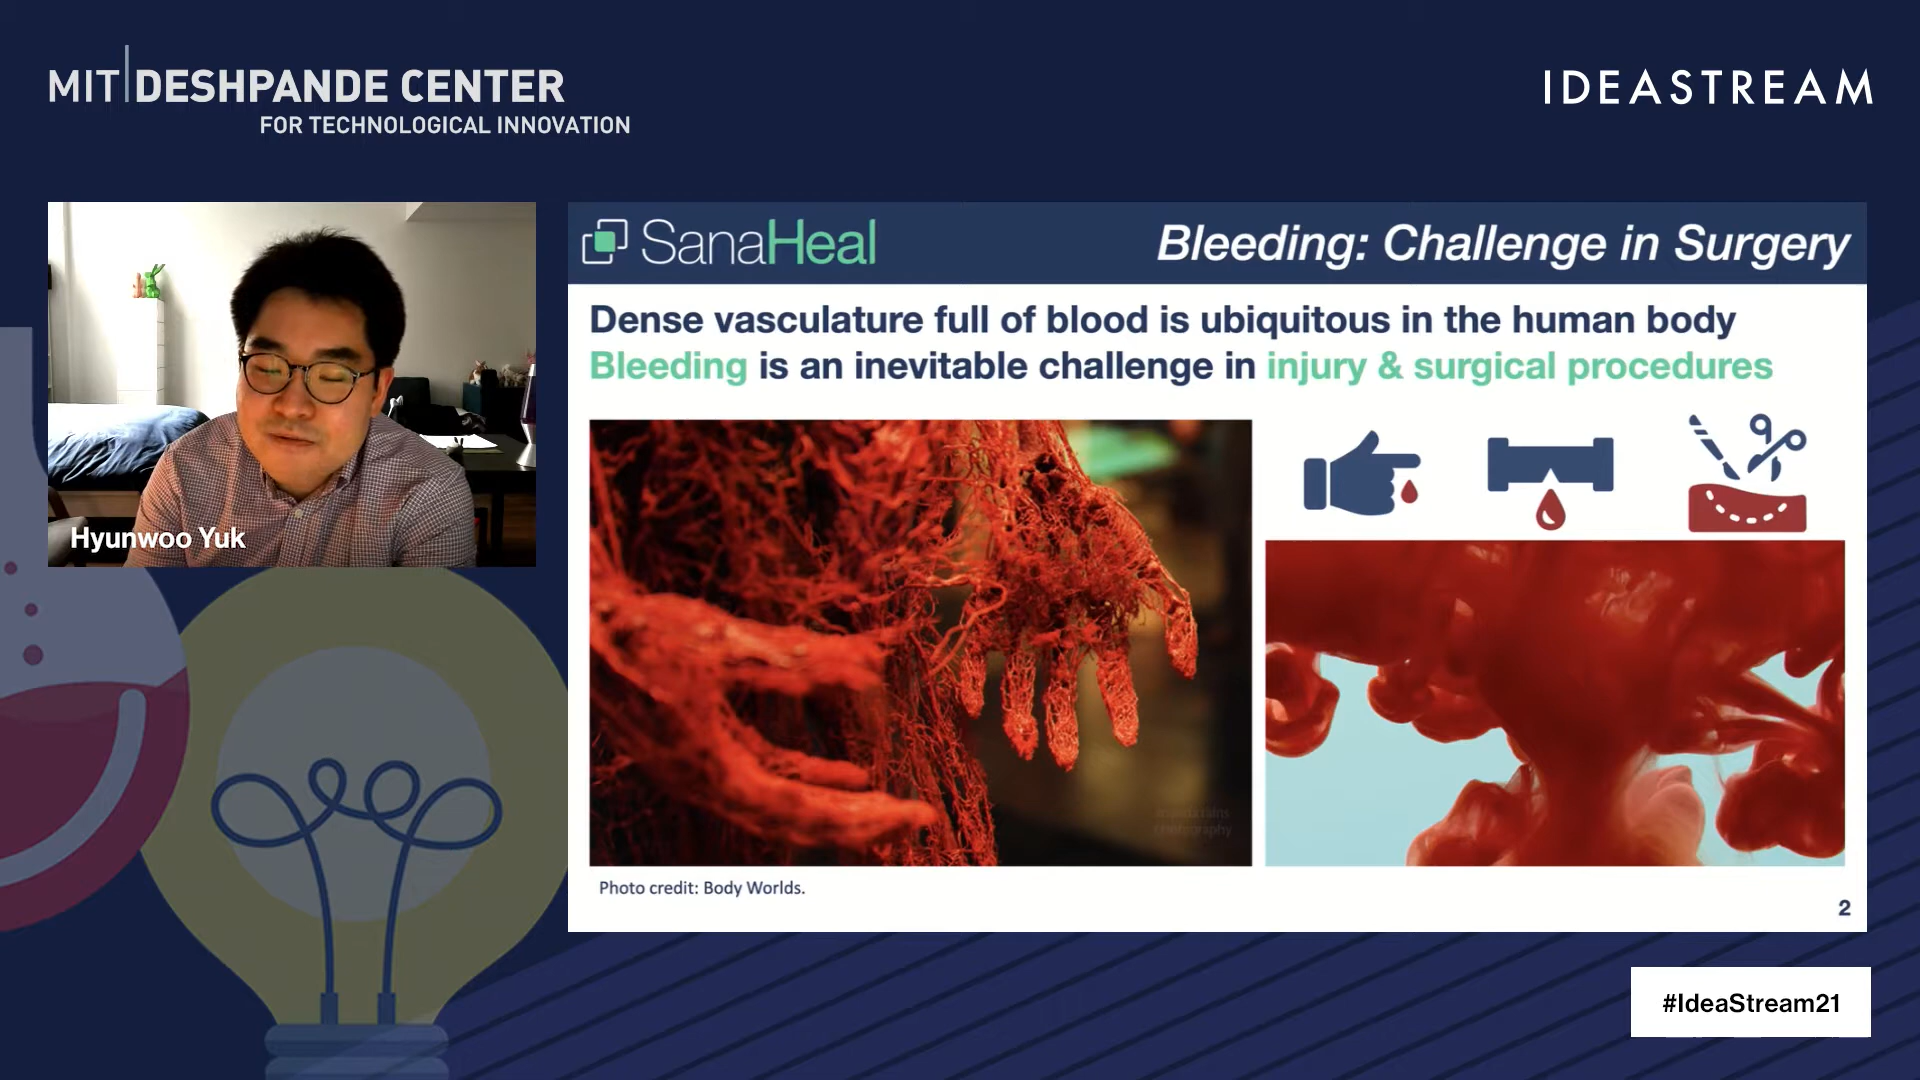 MIT DESHPANDE CENTER
FOR TECHNOLOGICAL INNOVATION
IDEASTREAM
Hyunwoo Yuk
SanaHeal
Bleeding: Challenge in Surgery
Dense vasculature full of blood is ubiquitous in the human body
Bleeding is an inevitable challenge in injury & surgical procedures
Photo credit: Body Worlds.
2
#IdeaStream21